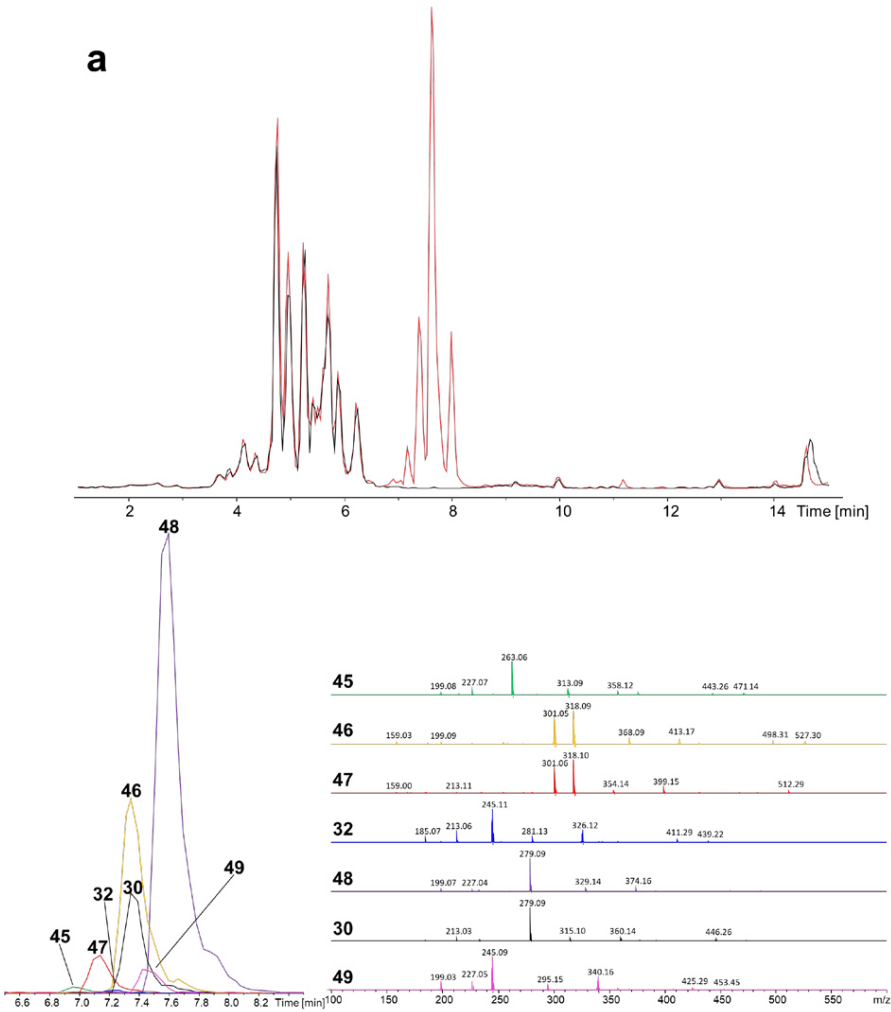 a
2 4 6 8 10 12 14 Time [min]
48
46
49
32 30
45 47
6.6 6.8 7.0 7.2 7.4 7.6 7.8 8.0 8.2 Time [min]
45 199.08 227.07 263.06 313.09 358.12 443.26 471.14
46 159.03 199.09 301.05 318.09 368.09 413.17 498.31 527.30
47 159.00 213.11 301.06 318.10 354.14 399.15 512.29
32 185.07 213.06 245.11 281.13 326.12 411.29 439.22
48 199.07 227.04 279.09 329.14 374.16
30 213.03 279.09 315.10 360.14 446.26
49 199.03 227.05 245.09 295.15 340.16 425.29 453.45
100 150 200 250 300 350 400 450 500 550 m/z